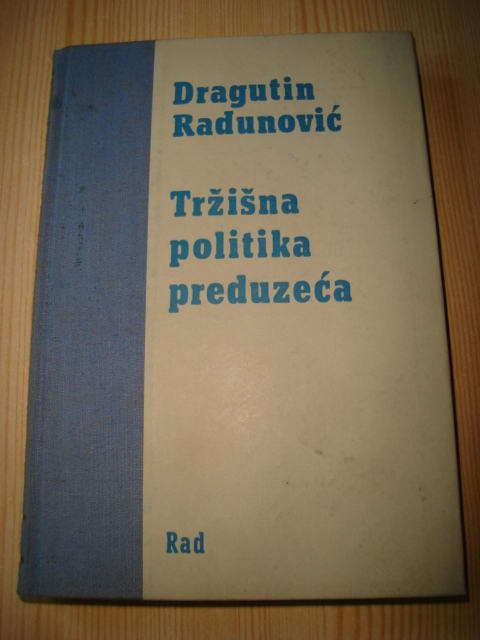 Dragutin
Radunović
Tržišna
politika
preduzeća
Rad